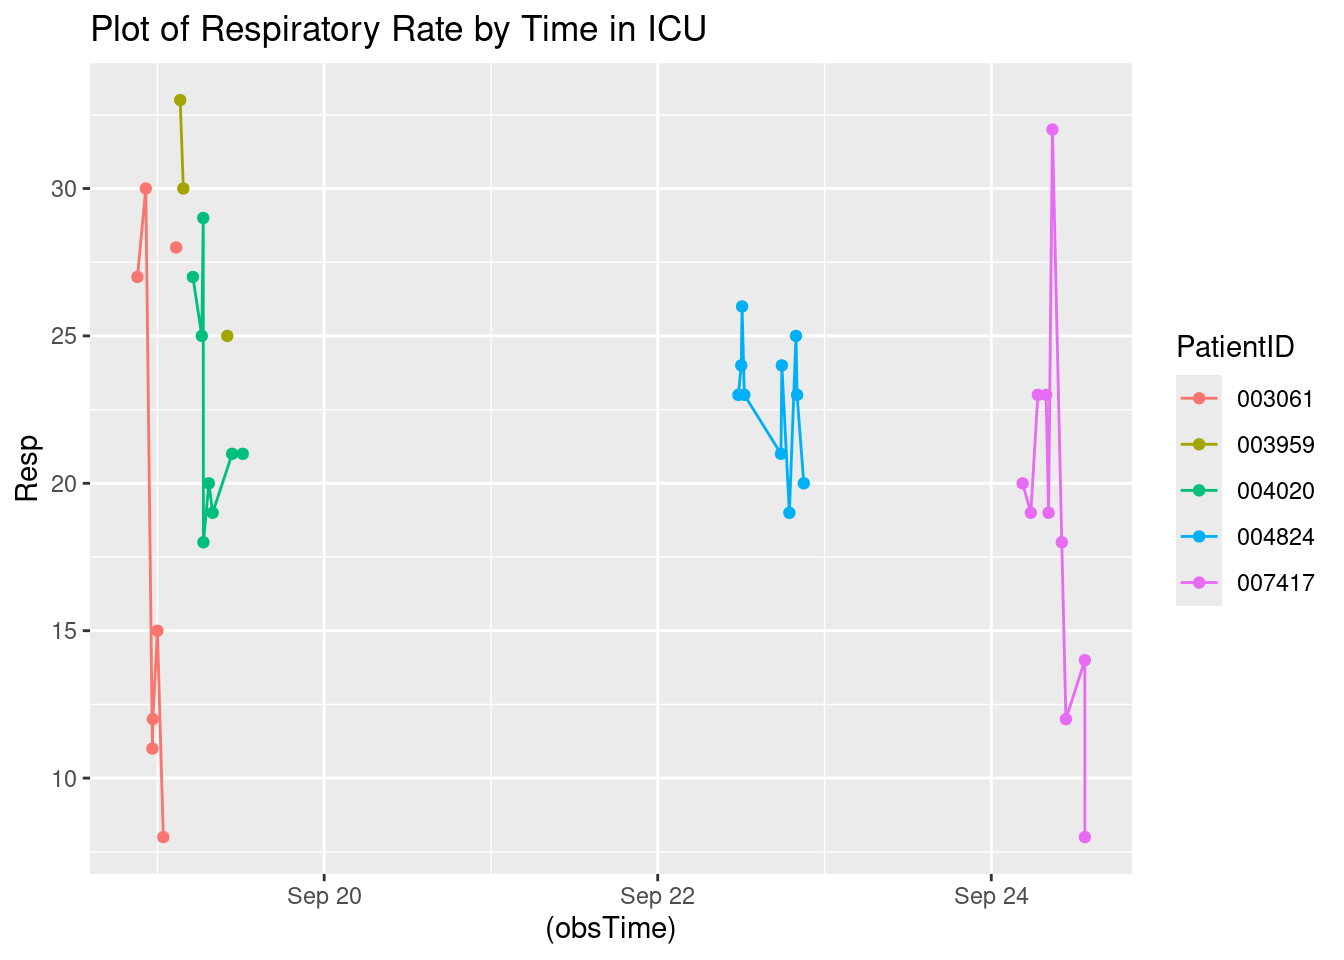 Plot of Respiratory Rate by Time in ICU
Resp
30
25
20
15
10
Sep 20
Sep 22
Sep 24
(obsTime)
PatientID
003061
003959
004020
004824
007417